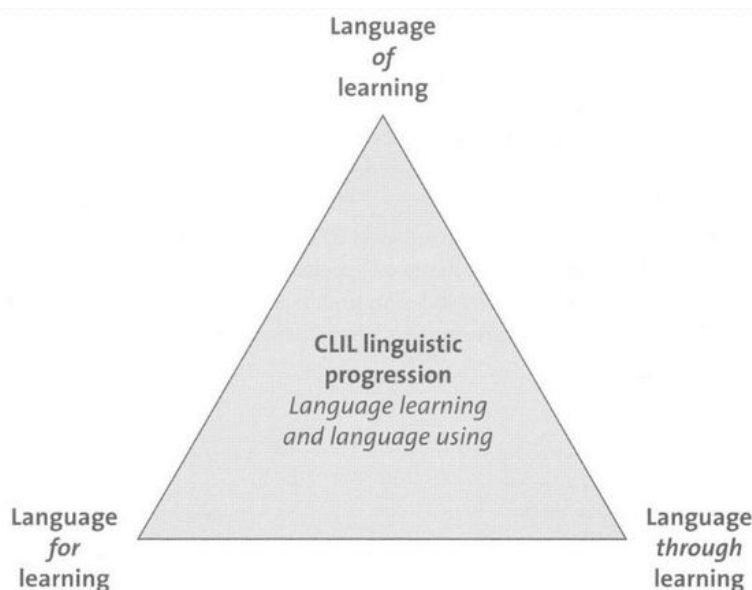 Language
of
learning
CLIL linguistic
progression
Language learning
and language using
Language
for
learning
Language
through
learning